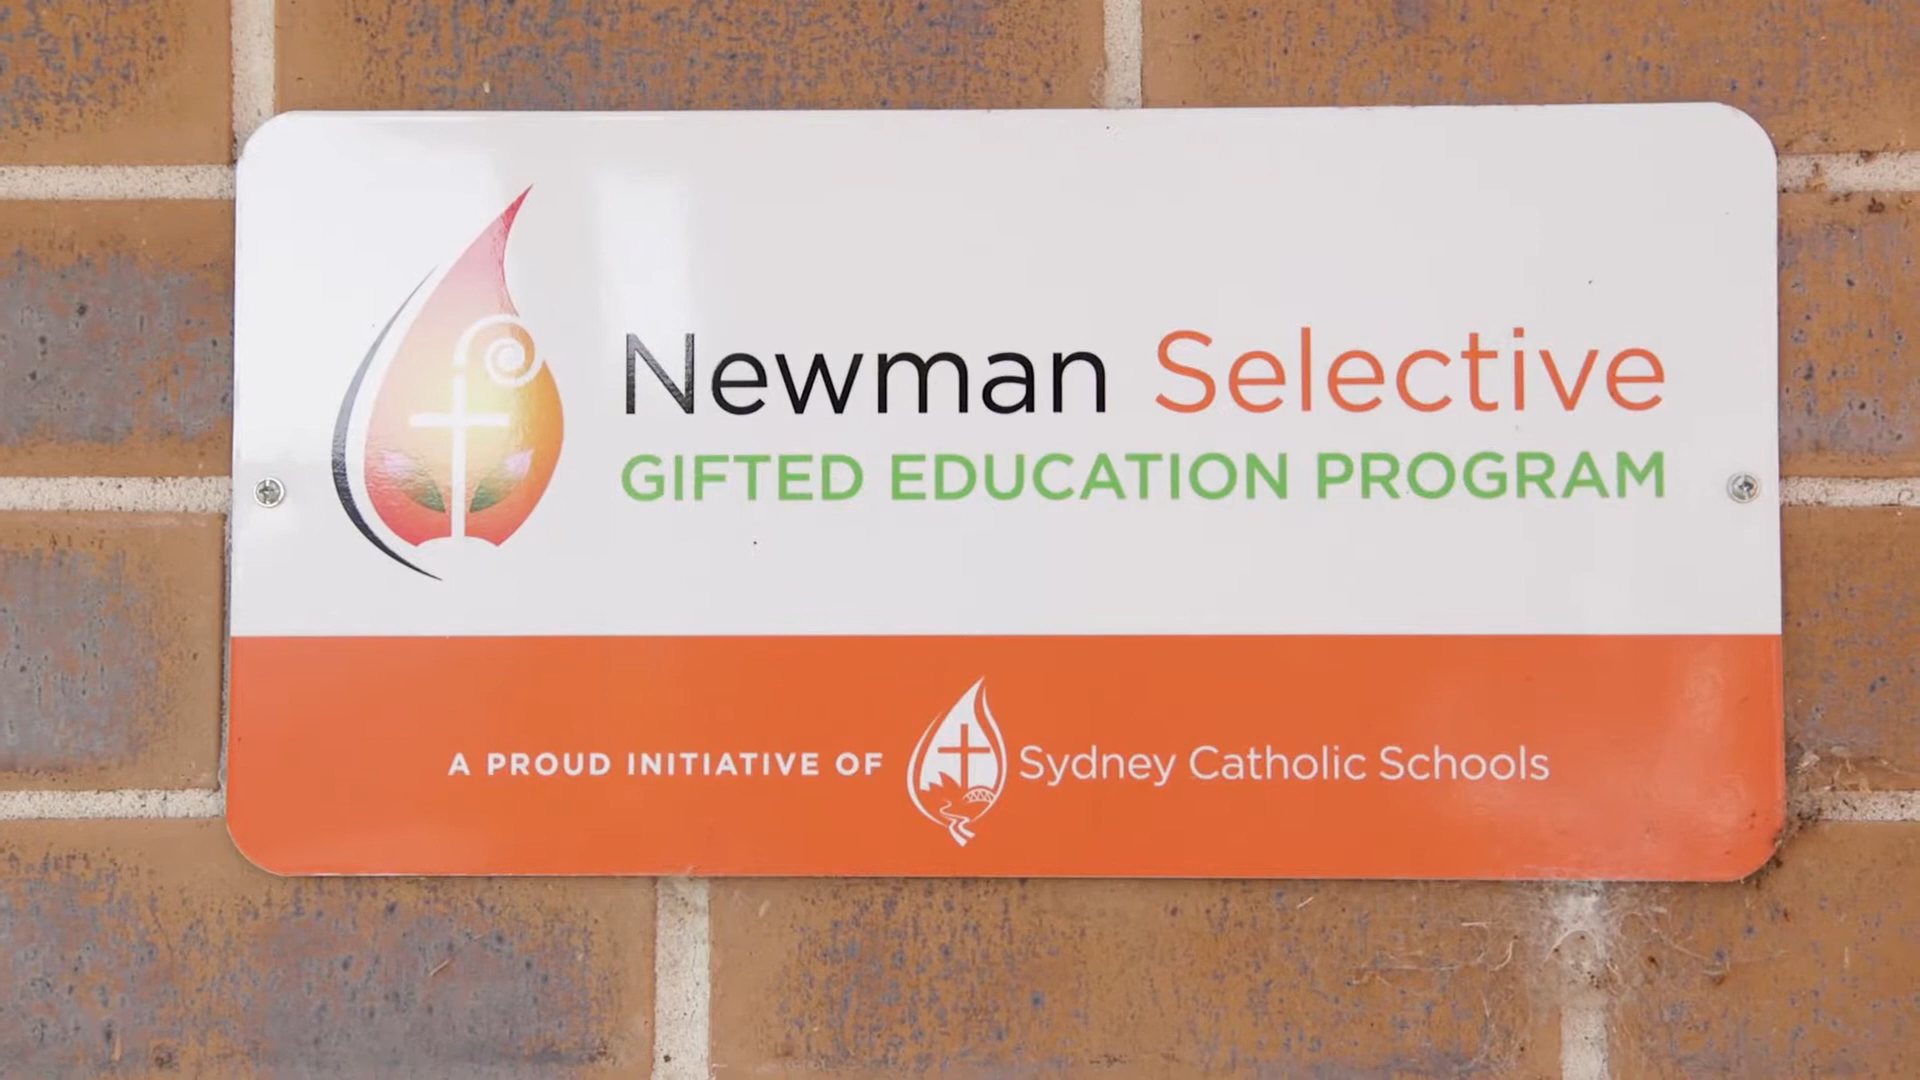 Newman Selective
GIFTED EDUCATION PROGRAM
A PROUD INITIATIVE OF Sydney Catholic Schools